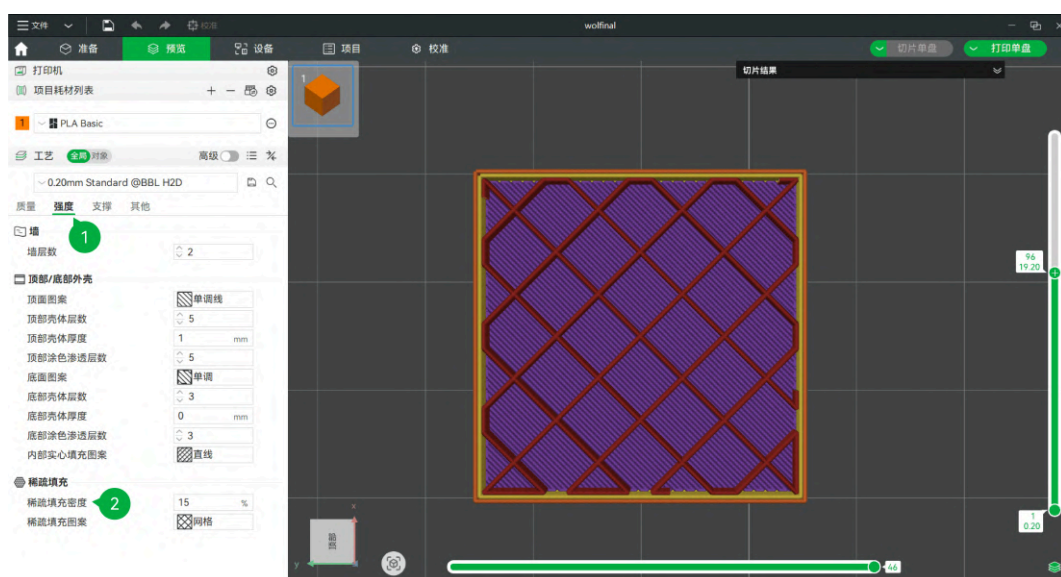 文件
校准
wolfinal
准备
预览
设备
项目
校准
切片单盘
打印单盘
打印机
项目耗材列表
1 PLA Basic
工艺 全局 对象 高级
0.20mm Standard @BBL H2D
质量 强度 支撑 其他
1
墙
墙层数 2
顶部/底部外壳
顶面图案 单调线
顶部壳体层数 5
顶部壳体厚度 1 mm
顶部涂色渗透层数 5
底面图案 单调
底部壳体层数 3
底部壳体厚度 0 mm
底部涂色渗透层数 3
内部实心填充图案 直线
稀疏填充
稀疏填充密度 2 15 %
稀疏填充图案 网格
1
切片结果
96
19.20
1
0.20
x
y
46